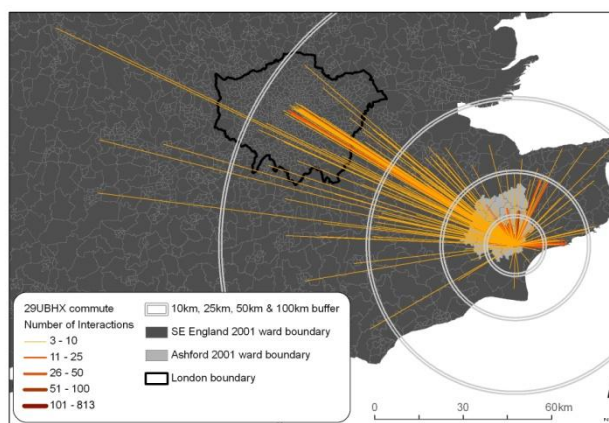 29UBHX commute
Number of Interactions
3 - 10
11 - 25
26 - 50
51 - 100
101 - 813
10km, 25km, 50km & 100km buffer
SE England 2001 ward boundary
Ashford 2001 ward boundary
London boundary
0 30 60km